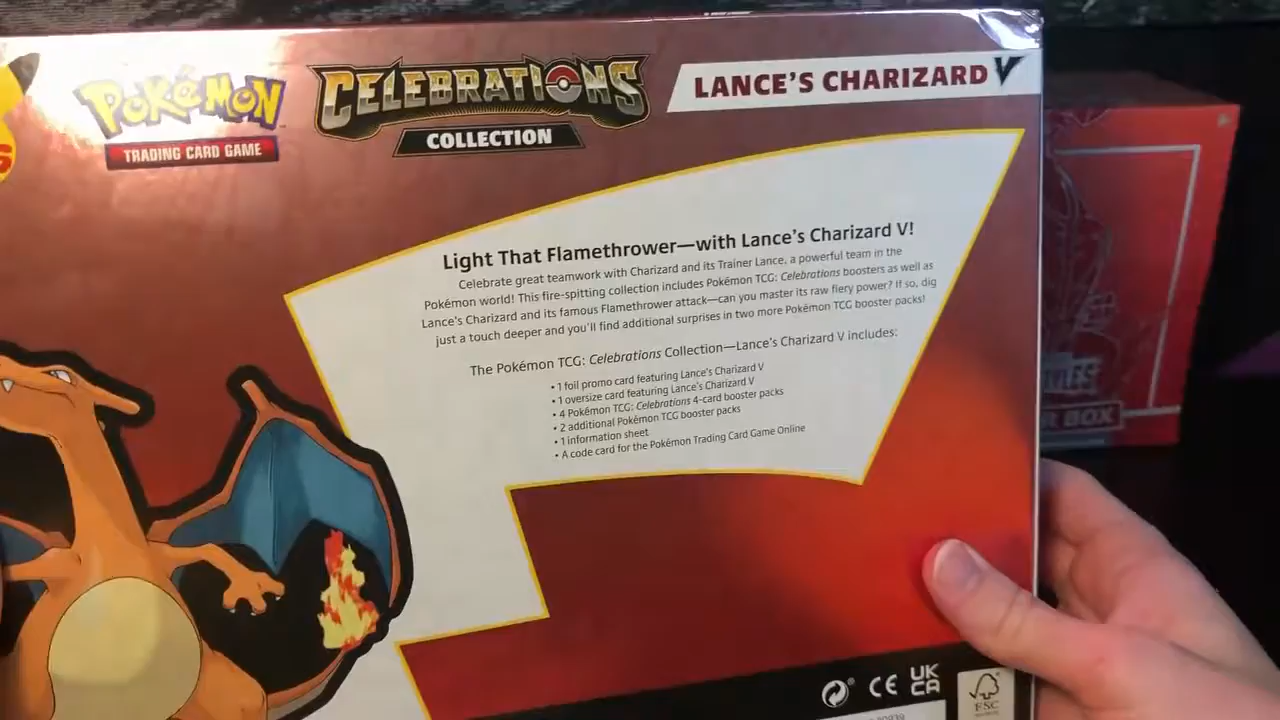 Pokémon
TRADING CARD GAME
CELEBRATIONS
COLLECTION
LANCE'S CHARIZARD V
Light That Flamethrower—with Lance's Charizard V!
Celebrate great teamwork with Charizard and its Trainer Lance, a powerful team in the
Pokémon world! This fire-spitting collection includes Pokémon TCG: Celebrations boosters as well as
Lance's Charizard and its famous Flamethrower attack—can you master its raw fiery power? If so, dig
just a touch deeper and you'll find additional surprises in two more Pokémon TCG booster packs!
The Pokémon TCG: Celebrations Collection—Lance's Charizard V includes:
• 1 foil promo card featuring Lance's Charizard V
• 1 oversize card featuring Lance's Charizard V
• 4 Pokémon TCG: Celebrations 4-card booster packs
• 2 additional Pokémon TCG booster packs
• 1 information sheet
• A code card for the Pokémon Trading Card Game Online
CE
UK
CA
FSC
BOX